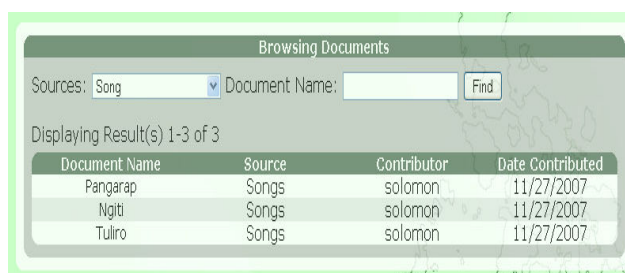 Browsing Documents
Sources: Song Document Name: Find
Displaying Result(s) 1-3 of 3
Document Name Source Contributor Date Contributed
Pangarap Songs solomon 11/27/2007
Ngiti Songs solomon 11/27/2007
Tuliro Songs solomon 11/27/2007